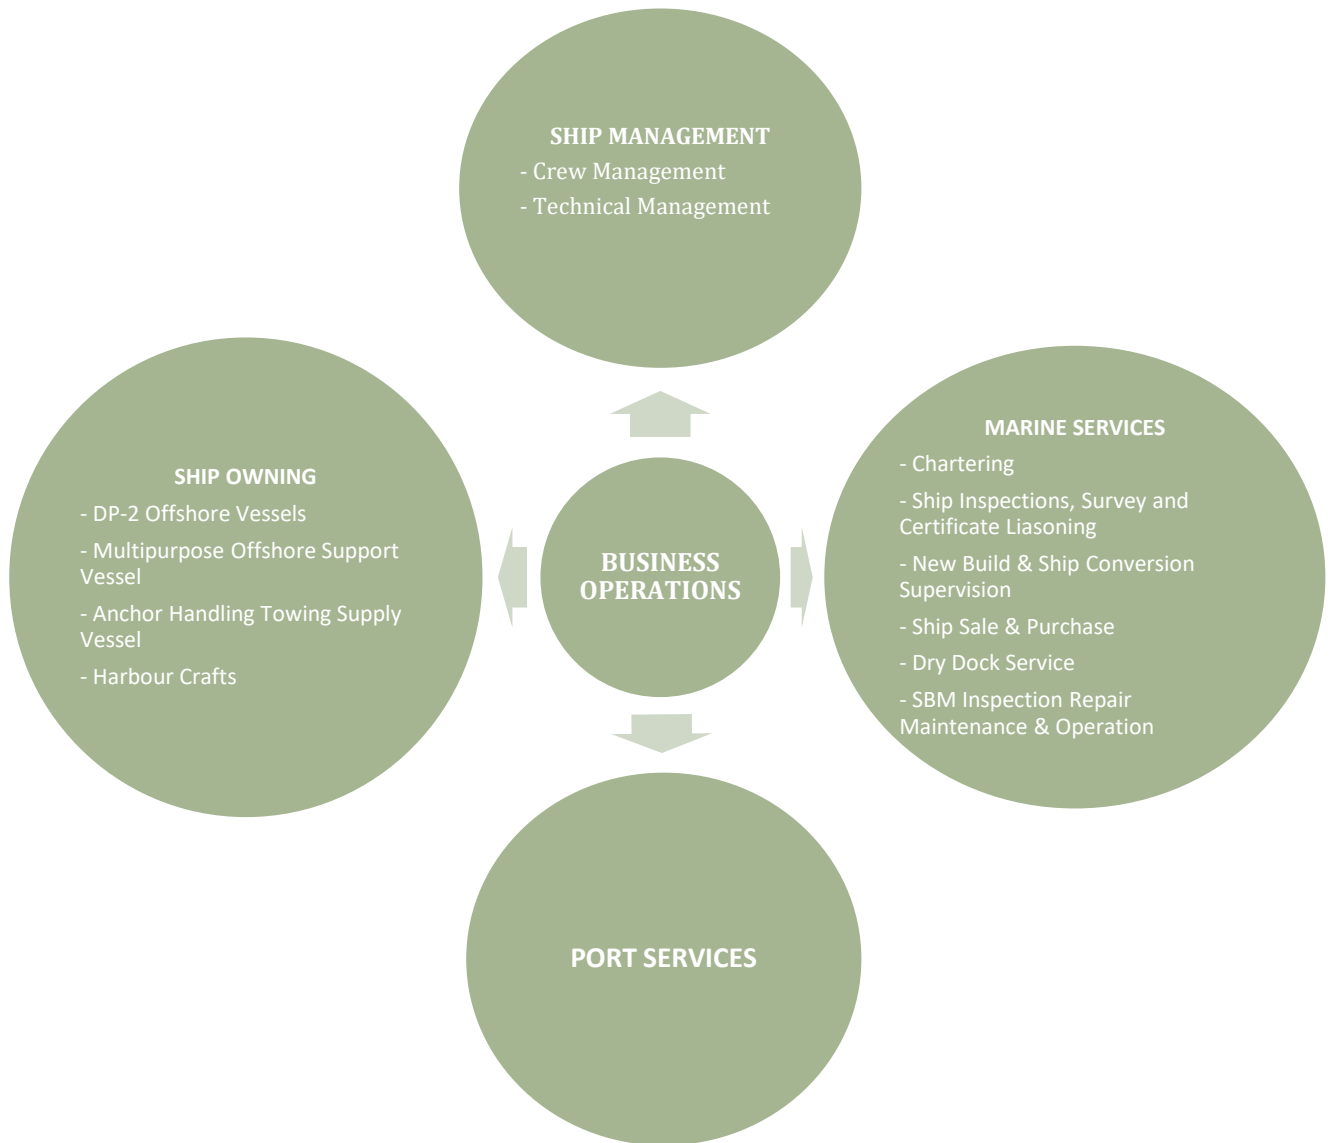 SHIP MANAGEMENT
- Crew Management
- Technical Management
SHIP OWNING
- DP-2 Offshore Vessels
- Multipurpose Offshore Support
Vessel
- Anchor Handling Towing Supply
Vessel
- Harbour Crafts
BUSINESS
OPERATIONS
MARINE SERVICES
- Chartering
- Ship Inspections, Survey and
Certificate Liasoning
- New Build & Ship Conversion
Supervision
- Ship Sale & Purchase
- Dry Dock Service
- SBM Inspection Repair
Maintenance & Operation
PORT SERVICES